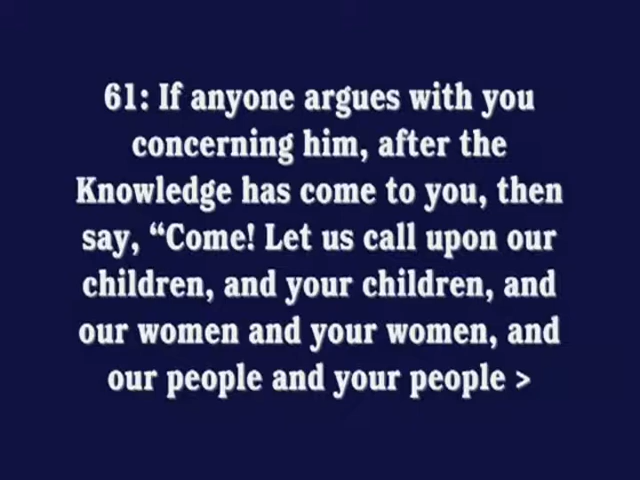 61: If anyone argues with you
concerning him, after the
Knowledge has come to you, then
say, “Come! Let us call upon our
children, and your children, and
our women and your women, and
our people and your people >